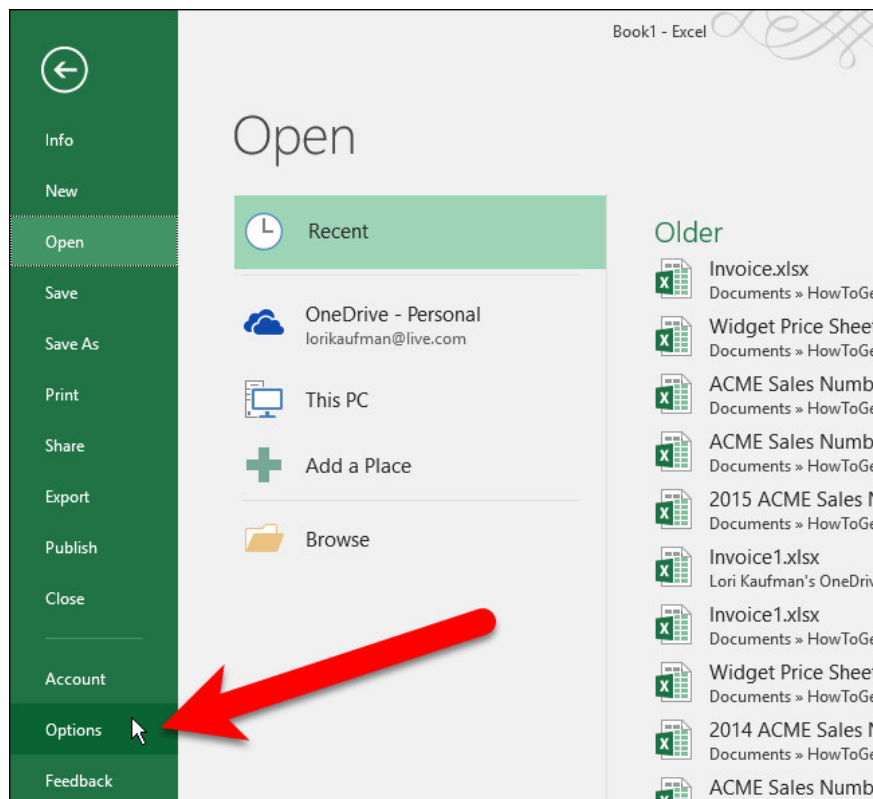 Book1 - Excel
Info
New
Open
Save
Save As
Print
Share
Export
Publish
Close
Account
Options
Feedback
Open
Recent
OneDrive - Personal
lorikaufman@live.com
This PC
Add a Place
Browse
Older
Invoice.xlsx
Documents » HowToGe
Widget Price Sheet
Documents » HowToGe
ACME Sales Numb
Documents » HowToGe
ACME Sales Numb
Documents » HowToGe
2015 ACME Sales
Documents » HowToGe
Invoice1.xlsx
Lori Kaufman's OneDriv
Invoice1.xlsx
Documents » HowToGe
Widget Price Sheet
Documents » HowToGe
2014 ACME Sales
Documents » HowToGe
ACME Sales Numb